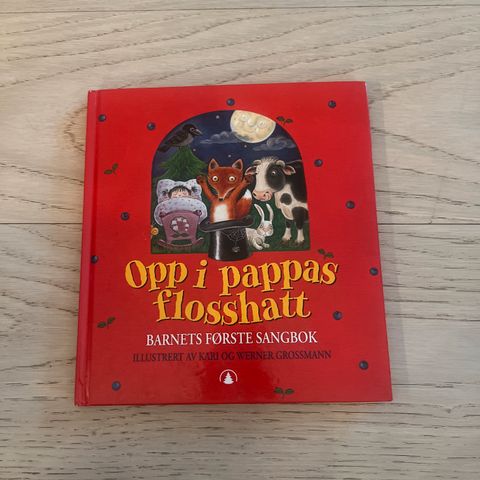 Opp i pappas
flosshatt
BARNETS FØRSTE SANGBOK
ILLUSTRERT AV KARI OG WERNER GROSSMANN